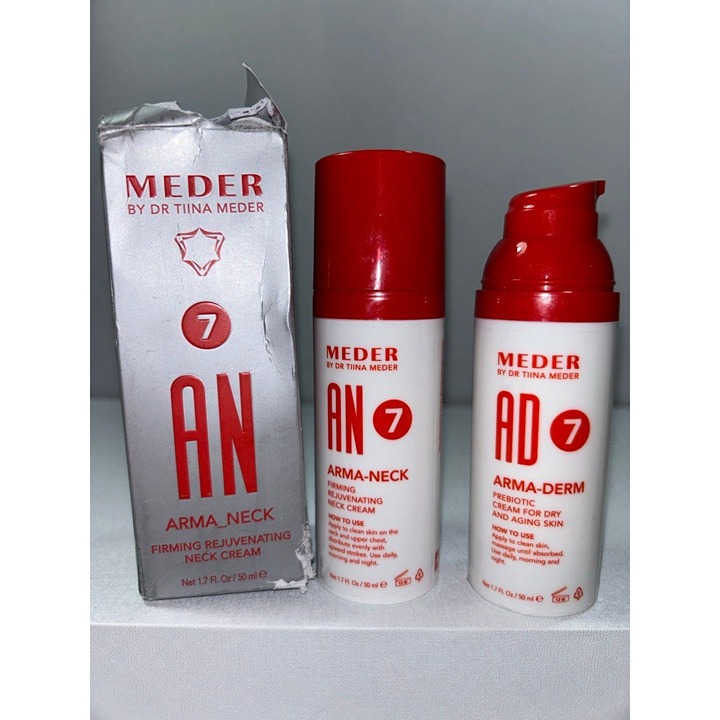 MEDER
BY DR TIINA MEDER
7
AN
ARMA_NECK
FIRMING REJUVENATING
NECK CREAM
Net 1.7 Fl. Oz / 50 ml e
MEDER
BY DR TIINA MEDER
AN 7
ARMA-NECK
FIRMING
REJUVENATING
NECK CREAM
HOW TO USE
Apply to clean skin on the
neck and upper chest,
distribute evenly with
upward strokes. Use daily,
morning and night.
Net 1.7 Fl. Oz / 50 ml e
12 M
MEDER
BY DR TIINA MEDER
AD 7
ARMA-DERM
PREBIOTIC
CREAM FOR DRY
AND AGING SKIN
HOW TO USE
Apply to clean skin,
massage until absorbed.
Use daily, morning and
night.
Net 1.7 Fl. Oz / 50 ml e
12 M